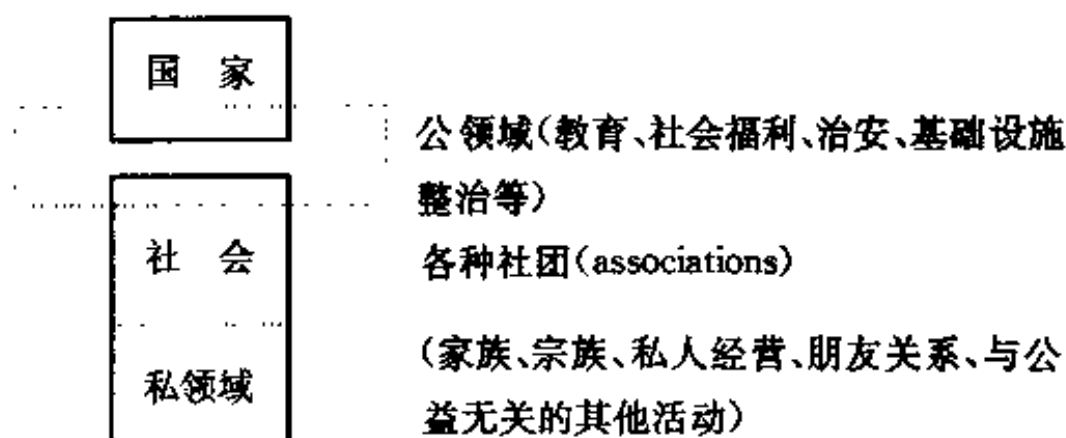 国 家
公领域(教育、社会福利、治安、基础设施
整治等)
社 会
各种社团(associations)
私领域
(家族、宗族、私人经营、朋友关系、与公
益无关的其他活动)